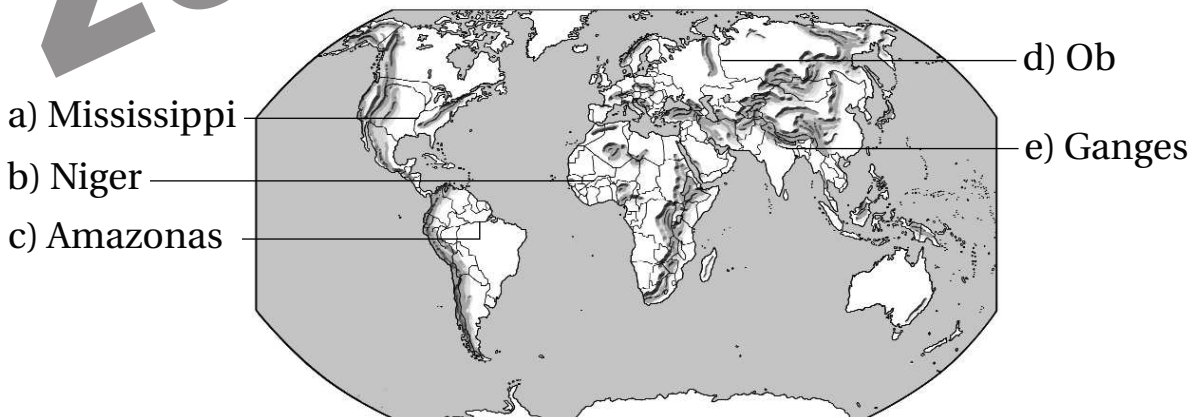 a) Mississippi
b) Niger
c) Amazonas
d) Ob
e) Ganges